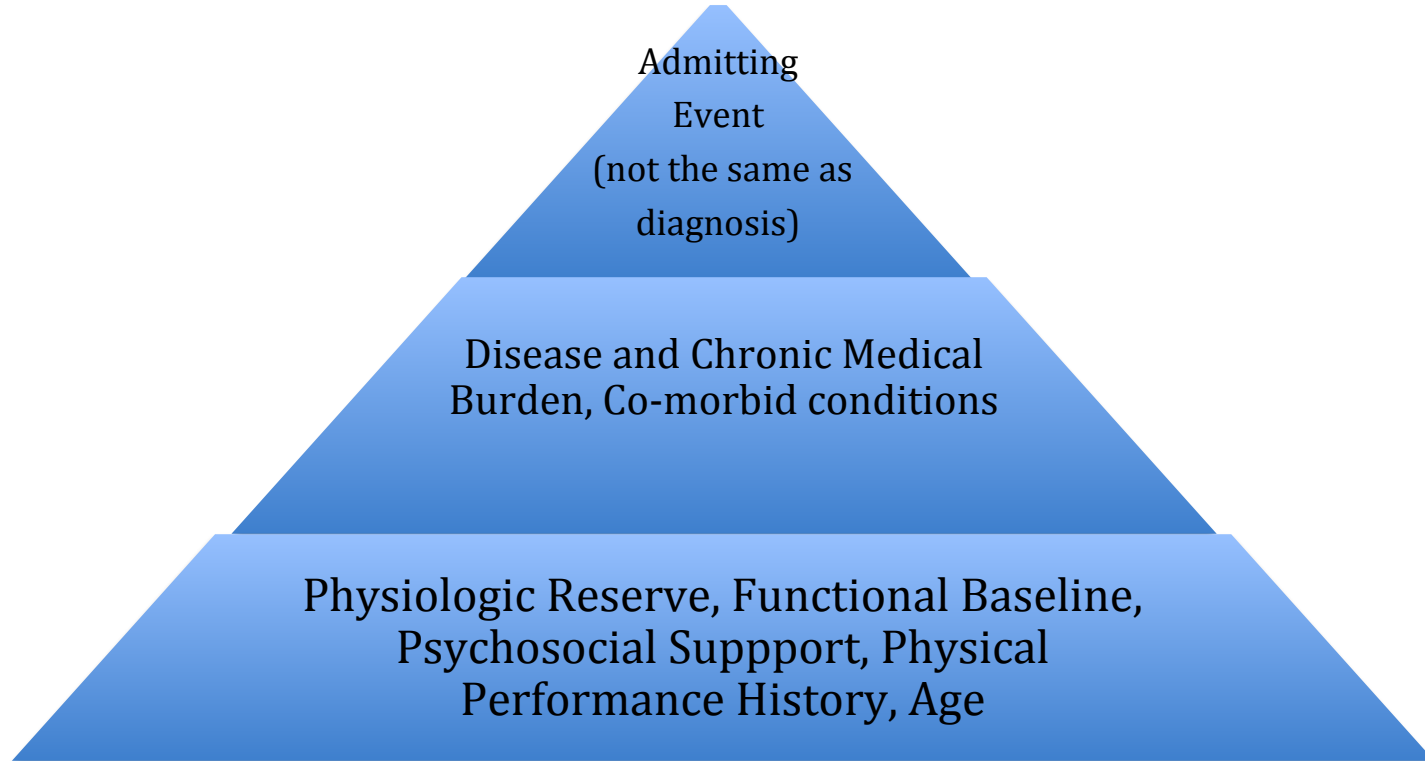 Admitting
Event
(not the same as
diagnosis)
Disease and Chronic Medical
Burden, Co-morbid conditions
Physiologic Reserve, Functional Baseline,
Psychosocial Suppport, Physical
Performance History, Age